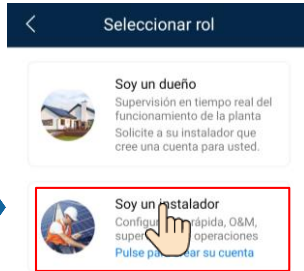 Seleccionar rol
Soy un dueño
Supervisión en tiempo real del
funcionamiento de la planta
Solicite a su instalador que
cree una cuenta para usted.
Soy un instalador
rápida, O&M,
operaciones
Pulse su cuenta